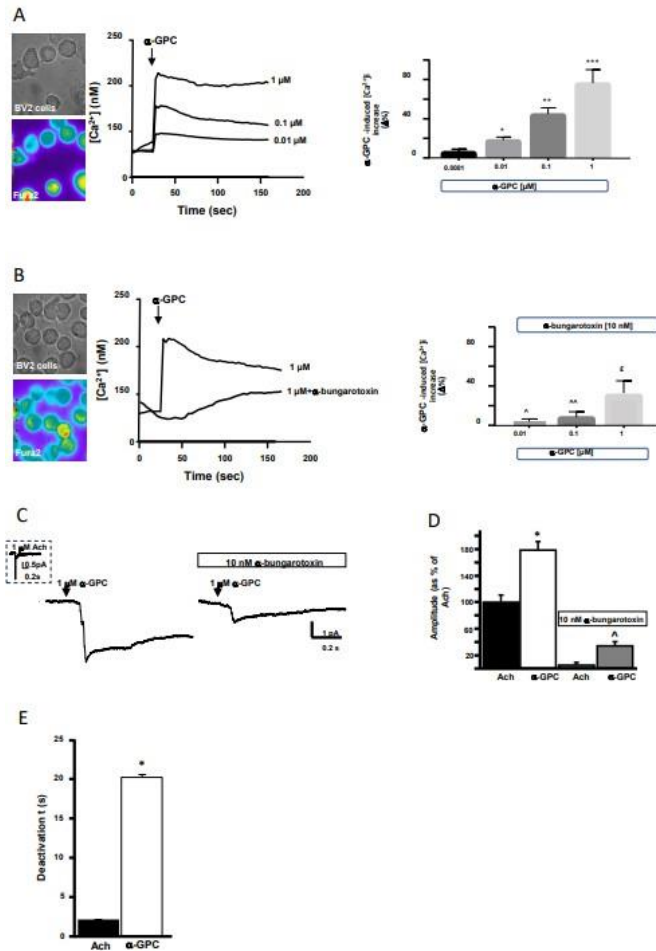 A
BV2 cells
Fura2
α-GPC
[Ca²⁺] (nM)
250
200
150
100
50
0
1 µM
0.1 µM
0.01 µM
0 50 100 150 200
Time (sec)
α-GPC -induced [Ca²⁺]i
increase
(Δ%)
80
40
0
*
**
***
0.0001 0.01 0.1 1
α-GPC [µM]
B
BV2 cells
Fura2
α-GPC
[Ca²⁺] (nM)
250
200
150
100
50
0
1 µM
1 µM+α-bungarotoxin
0 50 100 150 200
Time (sec)
α-bungarotoxin [10 nM]
α-GPC -induced [Ca²⁺]i
increase
(Δ%)
80
40
0
^
^^
£
0.01 0.1 1
α-GPC [µM]
C
1 µM Ach
0.5pA
0.2s
1 µM α-GPC
10 nM α-bungarotoxin
1 µM α-GPC
1 pA
0.2 s
D
Amplitude (as % of
Ach)
180
140
100
80
60
40
20
*
10 nM α-bungarotoxin
^
Ach α-GPC Ach α-GPC
E
Deactivation t (s)
25
20
15
10
5
0
*
Ach α-GPC